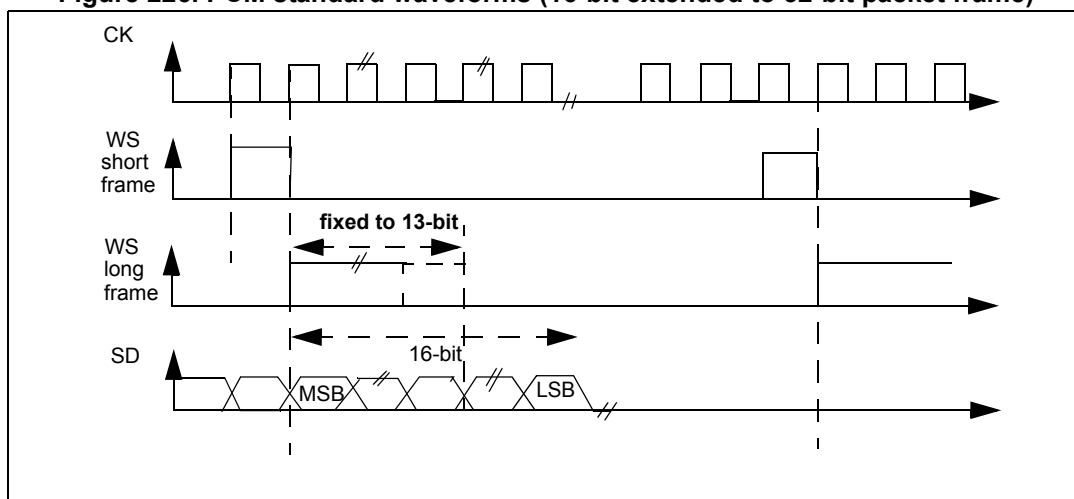 CK
WS
short
frame
fixed to 13-bit
WS
long
frame
16-bit
SD
MSB
LSB